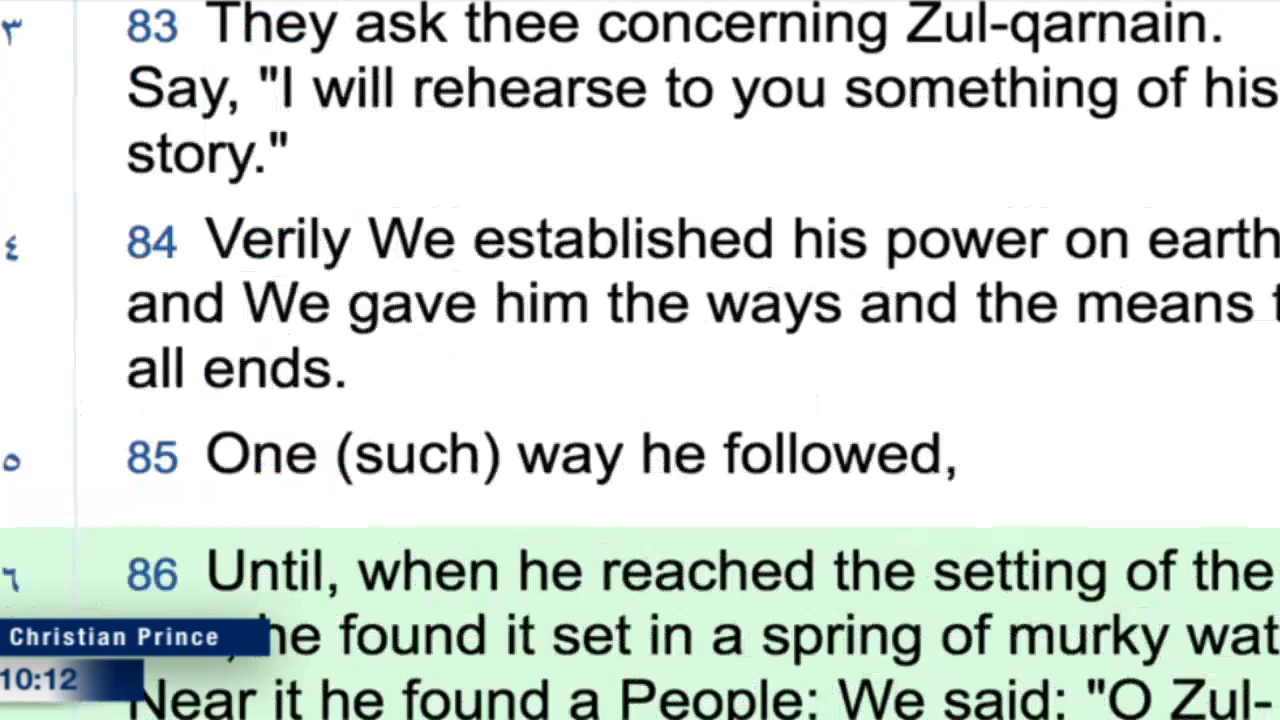 ٣
83 They ask thee concerning Zul-qarnain.
Say, "I will rehearse to you something of his
story."
٤
84 Verily We established his power on earth
and We gave him the ways and the means
all ends.
٥
85 One (such) way he followed,
٦
86 Until, when he reached the setting of the
he found it set in a spring of murky
Near it he found a People: We said: "O Zul-
Christian Prince
10:12